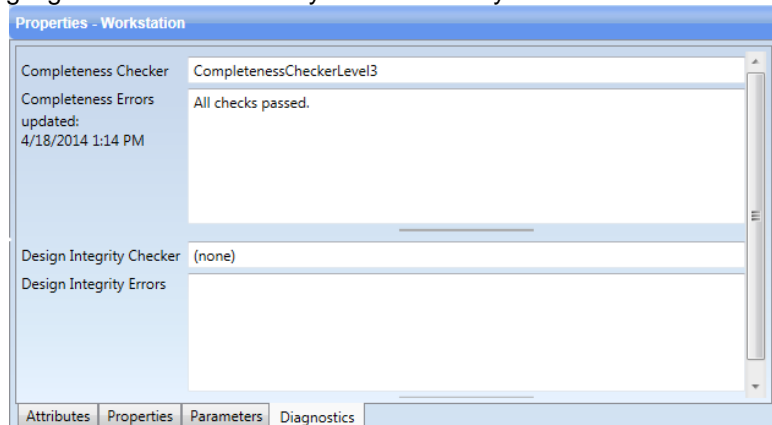 Properties - Workstation
Completeness Checker CompletenessCheckerLevel3
Completeness Errors All checks passed.
updated:
4/18/2014 1:14 PM
Design Integrity Checker (none)
Design Integrity Errors
Attributes Properties Parameters Diagnostics